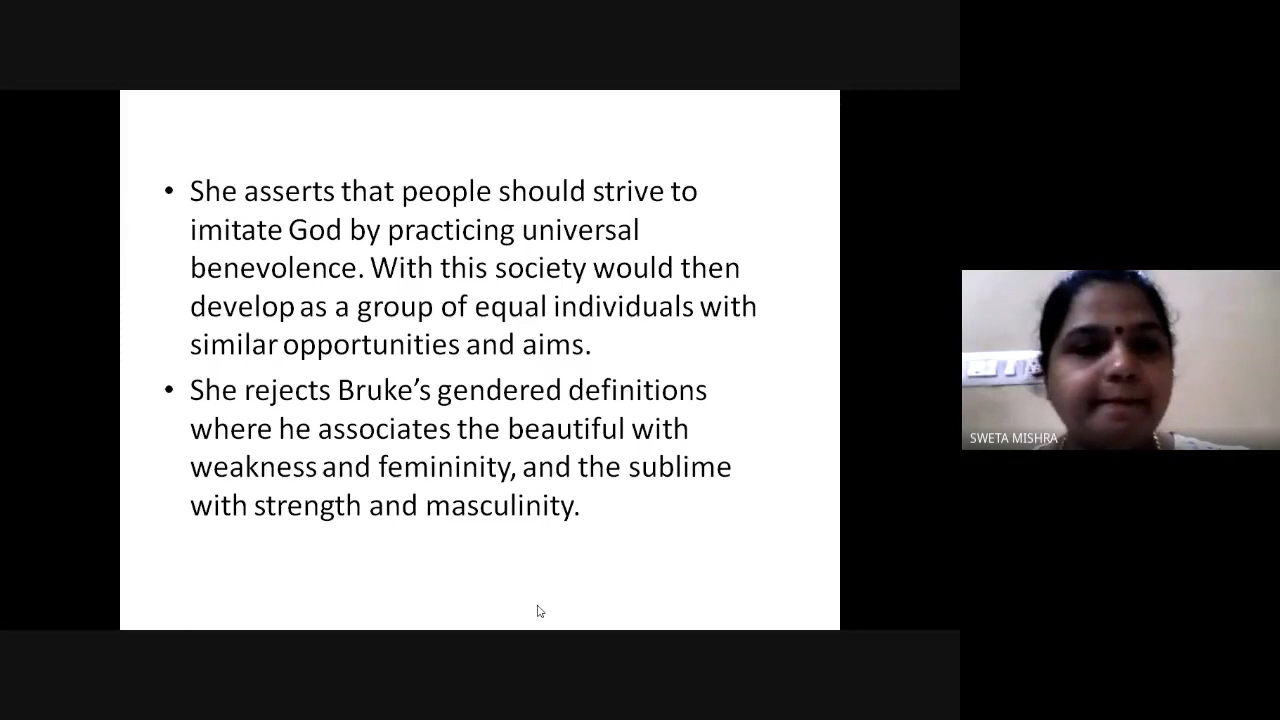 • She asserts that people should strive to
imitate God by practicing universal
benevolence. With this society would then
develop as a group of equal individuals with
similar opportunities and aims.
• She rejects Bruke’s gendered definitions
where he associates the beautiful with
weakness and femininity, and the sublime
with strength and masculinity.
SWETA MISHRA